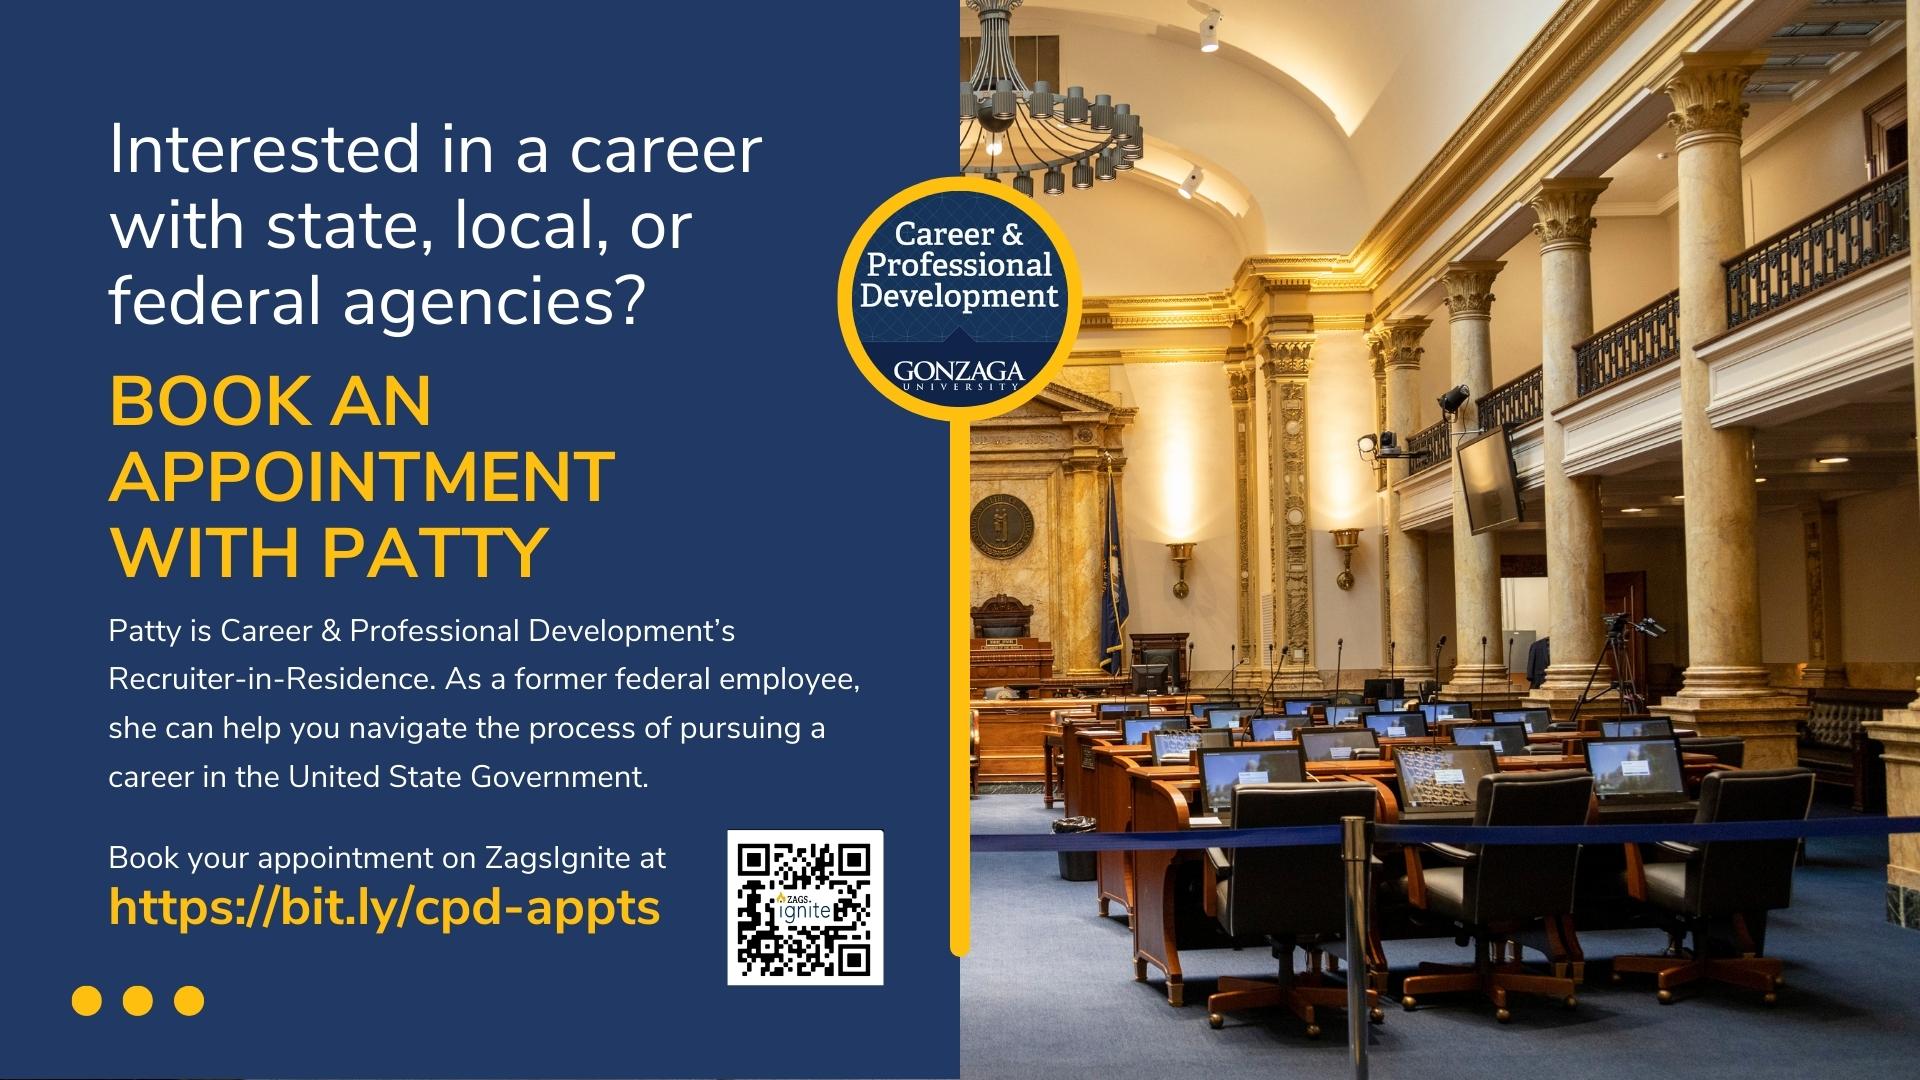 Interested in a career
with state, local, or
federal agencies?
BOOK AN
APPOINTMENT
WITH PATTY
Patty is Career & Professional Development’s
Recruiter-in-Residence. As a former federal employee,
she can help you navigate the process of pursuing a
career in the United State Government.
Book your appointment on ZagsIgnite at
https://bit.ly/cpd-appts
ZAGS.
ignite
Career &
Professional
Development
GONZAGA
UNIVERSITY